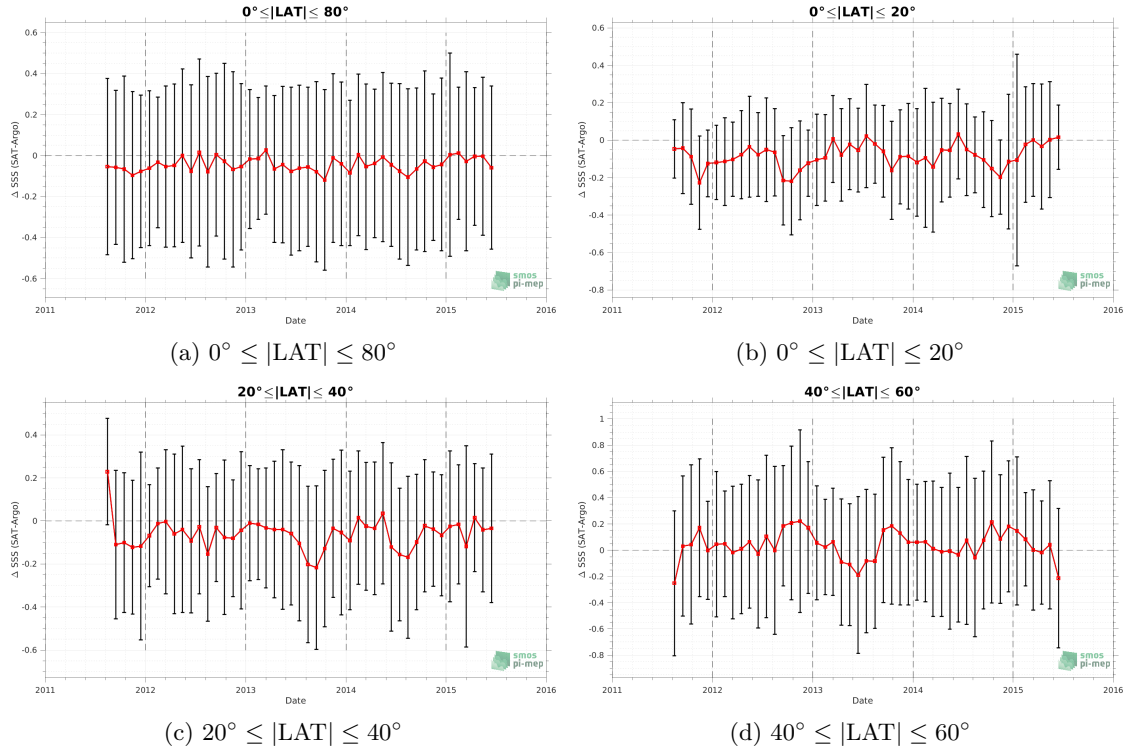 0°≤|LAT|≤ 80°
Δ SSS (SAT-Argo)
0.6
0.4
0.2
0
-0.2
-0.4
-0.6
2011 2012 2013 2014 2015 2016
Date
smos
pi-mep
(a) 0° ≤ |LAT| ≤ 80°
0°≤|LAT|≤ 20°
Δ SSS (SAT-Argo)
0.6
0.4
0.2
0
-0.2
-0.4
-0.6
-0.8
2011 2012 2013 2014 2015 2016
Date
smos
pi-mep
(b) 0° ≤ |LAT| ≤ 20°
20°≤|LAT|≤ 40°
Δ SSS (SAT-Argo)
0.4
0.2
0
-0.2
-0.4
-0.6
2011 2012 2013 2014 2015 2016
Date
smos
pi-mep
(c) 20° ≤ |LAT| ≤ 40°
40°≤|LAT|≤ 60°
Δ SSS (SAT-Argo)
1
0.8
0.6
0.4
0.2
0
-0.2
-0.4
-0.6
-0.8
2011 2012 2013 2014 2015 2016
Date
smos
pi-mep
(d) 40° ≤ |LAT| ≤ 60°